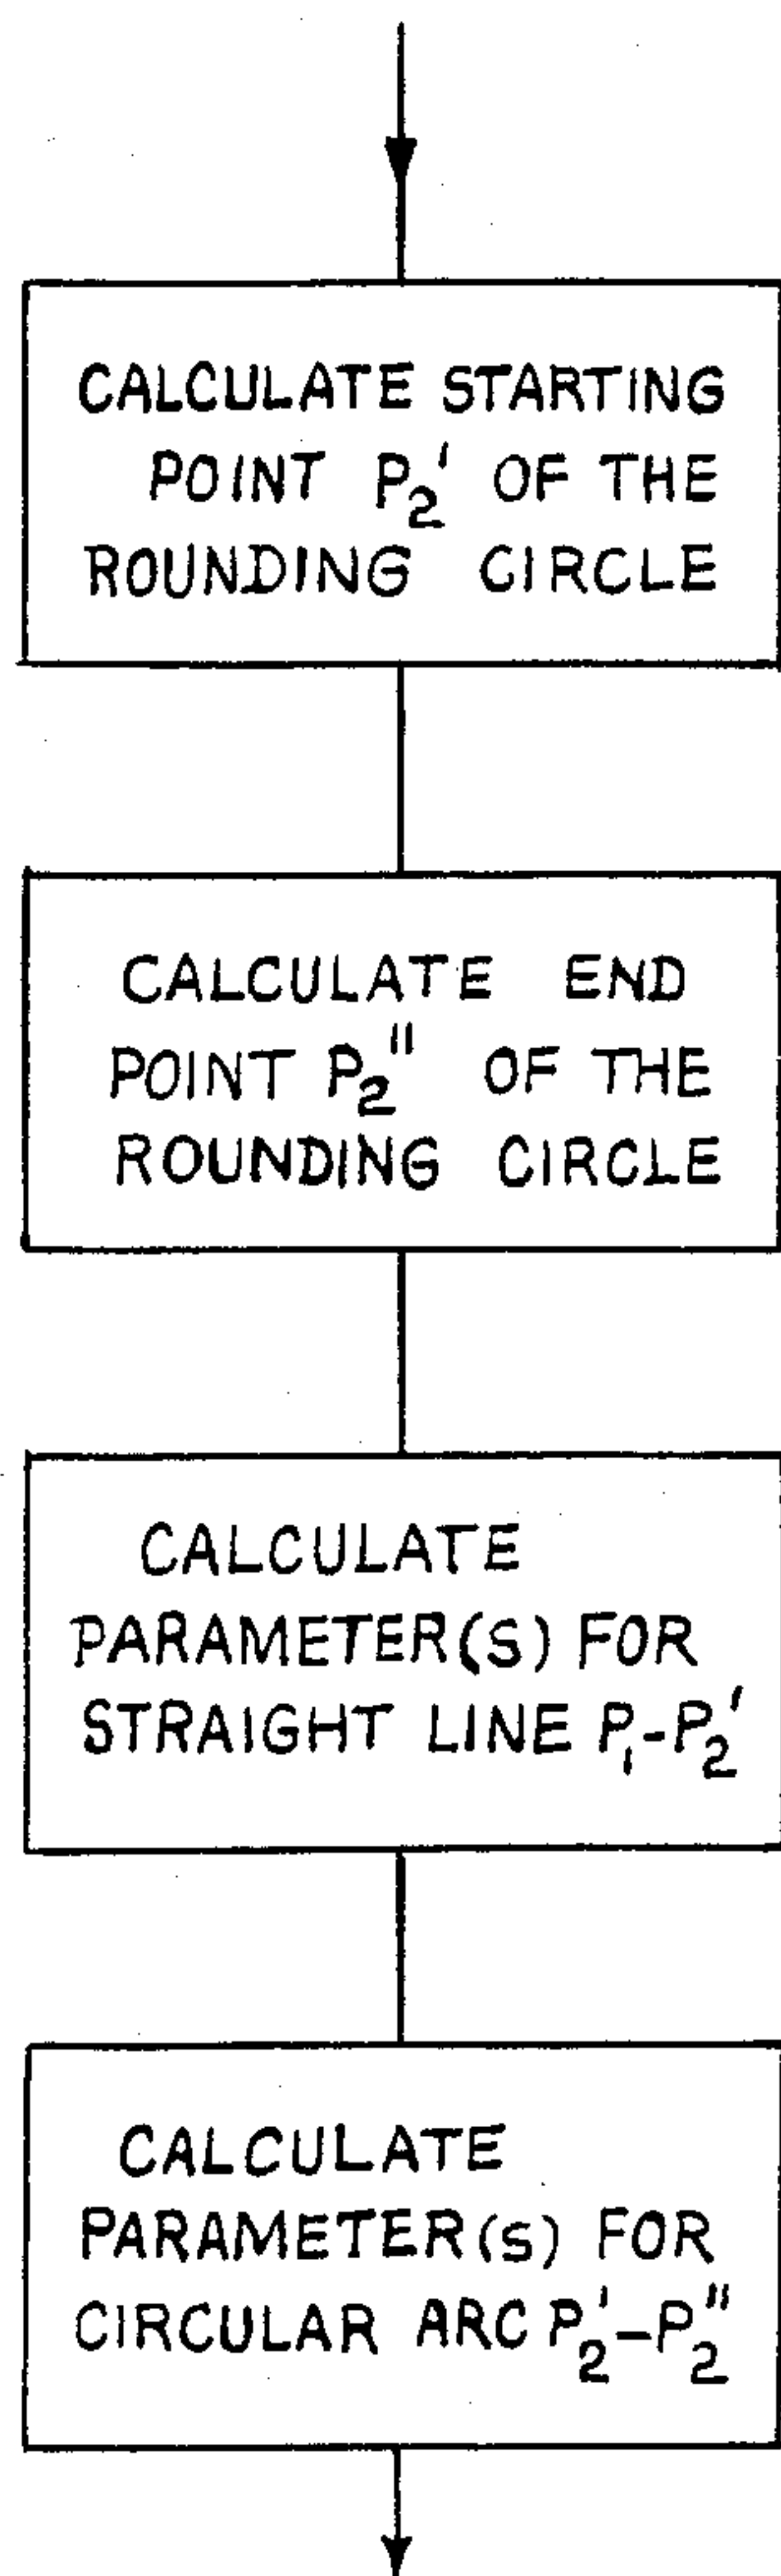 CALCULATE STARTING
POINT P₂' OF THE
ROUNDING CIRCLE
CALCULATE END
POINT P₂'' OF THE
ROUNDING CIRCLE
CALCULATE
PARAMETER(S) FOR
STRAIGHT LINE P₁-P₂'
CALCULATE
PARAMETER(S) FOR
CIRCULAR ARC P₂'-P₂''